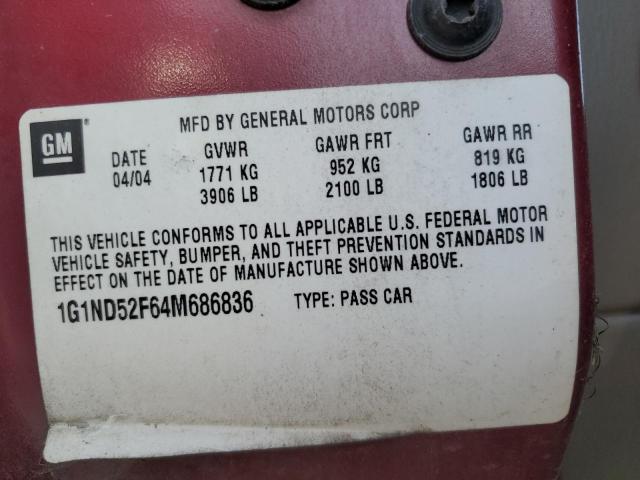 MFD BY GENERAL MOTORS CORP
GM®
DATE GVWR GAWR FRT GAWR RR
04/04 1771 KG 952 KG 819 KG
3906 LB 2100 LB 1806 LB
THIS VEHICLE CONFORMS TO ALL APPLICABLE U.S. FEDERAL MOTOR
VEHICLE SAFETY, BUMPER, AND THEFT PREVENTION STANDARDS IN
EFFECT ON THE DATE OF MANUFACTURE SHOWN ABOVE.
1G1ND52F64M686836 TYPE: PASS CAR